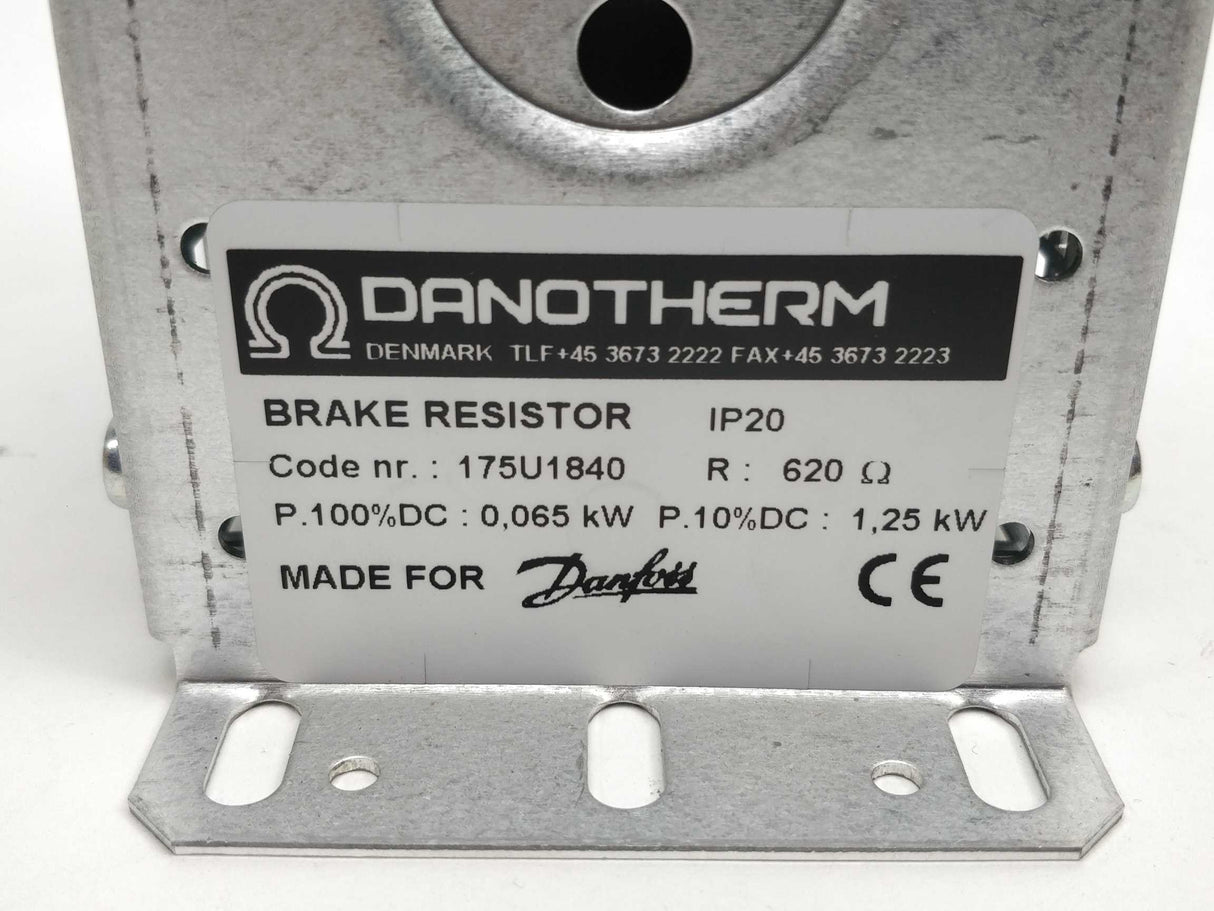 DANOTHERM
DENMARK TLF+45 3673 2222 FAX+45 3673 2223
BRAKE RESISTOR IP20
Code nr. : 175U1840 R : 620 Ω
P.100%DC : 0,065 kW P.10%DC : 1,25 kW
MADE FOR Danfoss CE